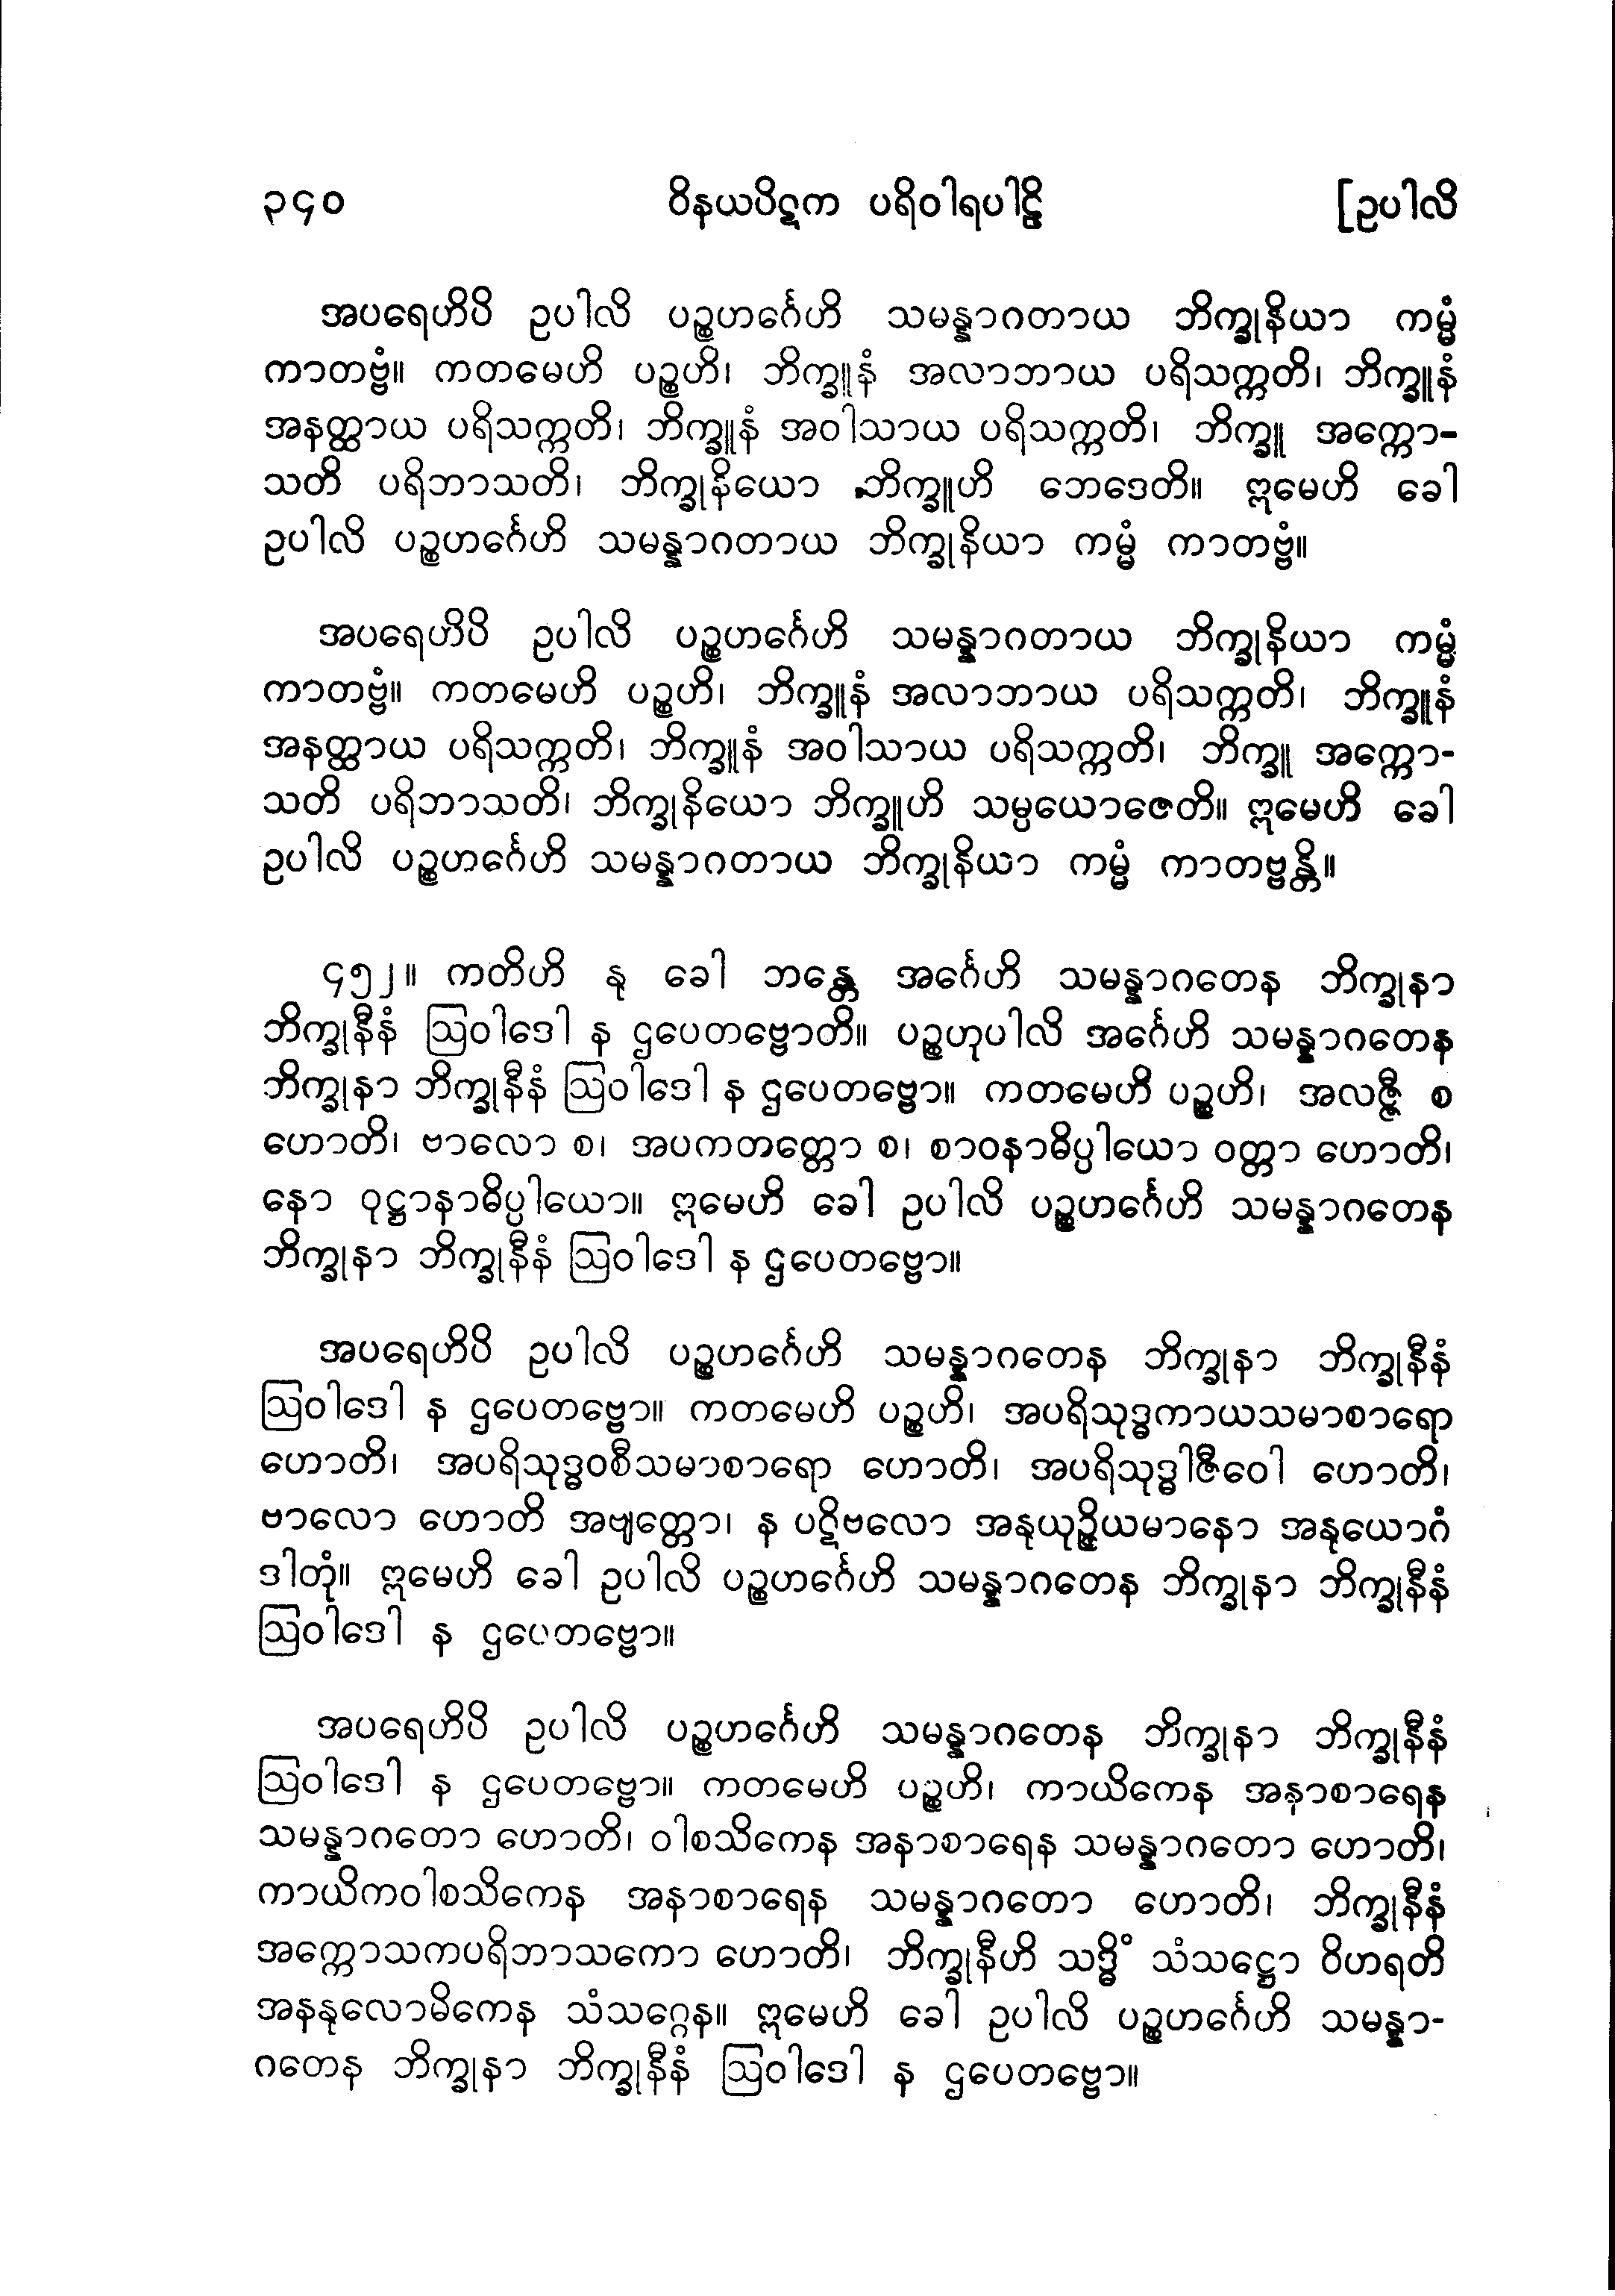 ၃၄၀ ဝိနယပိဋက ပရိဝါရပါဠိ [ဥပါလိ
အပရေဟိပိ ဥပါလိ ပဉ္စဟင်္ဂေဟိ သမန္နာဂတာယ ဘိက္ခုနိယာ ကမ္မံ
ကာတဗ္ဗံ။ ကတမေဟိ ပဉ္စဟိ၊ ဘိက္ခူနံ အလာဘာယ ပရိသက္ကတိ၊ ဘိက္ခူနံ
အနတ္ထာယ ပရိသက္ကတိ၊ ဘိက္ခူနံ အဝါသာယ ပရိသက္ကတိ၊ ဘိက္ခူ အက္ကော-
သတိ ပရိဘာသတိ၊ ဘိက္ခုနိယော ဘိက္ခူဟိ ဘေဒေတိ။ ဣမေဟိ ခေါ
ဥပါလိ ပဉ္စဟင်္ဂေဟိ သမန္နာဂတာယ ဘိက္ခုနိယာ ကမ္မံ ကာတဗ္ဗံ။
အပရေဟိပိ ဥပါလိ ပဉ္စဟင်္ဂေဟိ သမန္နာဂတာယ ဘိက္ခုနိယာ ကမ္မံ
ကာတဗ္ဗံ။ ကတမေဟိ ပဉ္စဟိ၊ ဘိက္ခူနံ အလာဘာယ ပရိသက္ကတိ၊ ဘိက္ခူနံ
အနတ္ထာယ ပရိသက္ကတိ၊ ဘိက္ခူနံ အဝါသာယ ပရိသက္ကတိ၊ ဘိက္ခူ အက္ကော-
သတိ ပရိဘာသတိ၊ ဘိက္ခုနိယော ဘိက္ခူဟိ သမ္ပယောဇေတိ။ ဣမေဟိ ခေါ
ဥပါလိ ပဉ္စဟင်္ဂေဟိ သမန္နာဂတာယ ဘိက္ခုနိယာ ကမ္မံ ကာတဗ္ဗန္တိ။
၄၅၂။ ကတိဟိ နု ခေါ ဘန္တေ အင်္ဂေဟိ သမန္နာဂတေန ဘိက္ခုနာ
ဘိက္ခုနီနံ ဩဝါဒေါ န ဌပေတဗ္ဗောတိ။ ပဉ္စဟုပါလိ အင်္ဂေဟိ သမန္နာဂတေန
ဘိက္ခုနာ ဘိက္ခုနီနံ ဩဝါဒေါ န ဌပေတဗ္ဗော။ ကတမေဟိ ပဉ္စဟိ၊ အလဇ္ဇီ စ
ဟောတိ၊ ဗာလော စ၊ အပကတတ္တော စ၊ စာဝနာဓိပ္ပါယော ဝတ္တာ ဟောတိ၊
နော ဝုဋ္ဌာနာဓိပ္ပါယော။ ဣမေဟိ ခေါ ဥပါလိ ပဉ္စဟင်္ဂေဟိ သမန္နာဂတေန
ဘိက္ခုနာ ဘိက္ခုနီနံ ဩဝါဒေါ န ဌပေတဗ္ဗော။
အပရေဟိပိ ဥပါလိ ပဉ္စဟင်္ဂေဟိ သမန္နာဂတေန ဘိက္ခုနာ ဘိက္ခုနီနံ
ဩဝါဒေါ န ဌပေတဗ္ဗော။ ကတမေဟိ ပဉ္စဟိ၊ အပရိသုဒ္ဓကာယသမာစာရော
ဟောတိ၊ အပရိသုဒ္ဓဝစီသမာစာရော ဟောတိ၊ အပရိသုဒ္ဓါဇီဝေါ ဟောတိ၊
ဗာလော ဟောတိ အဗျတ္တော၊ န ပဋိဗလော အနုယုဉ္ဇိယမာနော အနုယောဂံ
ဒါတုံ။ ဣမေဟိ ခေါ ဥပါလိ ပဉ္စဟင်္ဂေဟိ သမန္နာဂတေန ဘိက္ခုနာ ဘိက္ခုနီနံ
ဩဝါဒေါ န ဌပေတဗ္ဗော။
အပရေဟိပိ ဥပါလိ ပဉ္စဟင်္ဂေဟိ သမန္နာဂတေန ဘိက္ခုနာ ဘိက္ခုနီနံ
ဩဝါဒေါ န ဌပေတဗ္ဗော။ ကတမေဟိ ပဉ္စဟိ၊ ကာယိကေန အနာစာရေန
သမန္နာဂတော ဟောတိ၊ ဝါစသိကေန အနာစာရေန သမန္နာဂတော ဟောတိ၊
ကာယိကဝါစသိကေန အနာစာရေန သမန္နာဂတော ဟောတိ၊ ဘိက္ခုနီနံ
အက္ကောသကပရိဘာသကော ဟောတိ၊ ဘိက္ခုနီဟိ သဒ္ဓိံ သံသဋ္ဌော ဝိဟရတိ
အနနုလောမိကေန သံသဂ္ဂေန။ ဣမေဟိ ခေါ ဥပါလိ ပဉ္စဟင်္ဂေဟိ သမန္နာ-
ဂတေန ဘိက္ခုနာ ဘိက္ခုနီနံ ဩဝါဒေါ န ဌပေတဗ္ဗော။